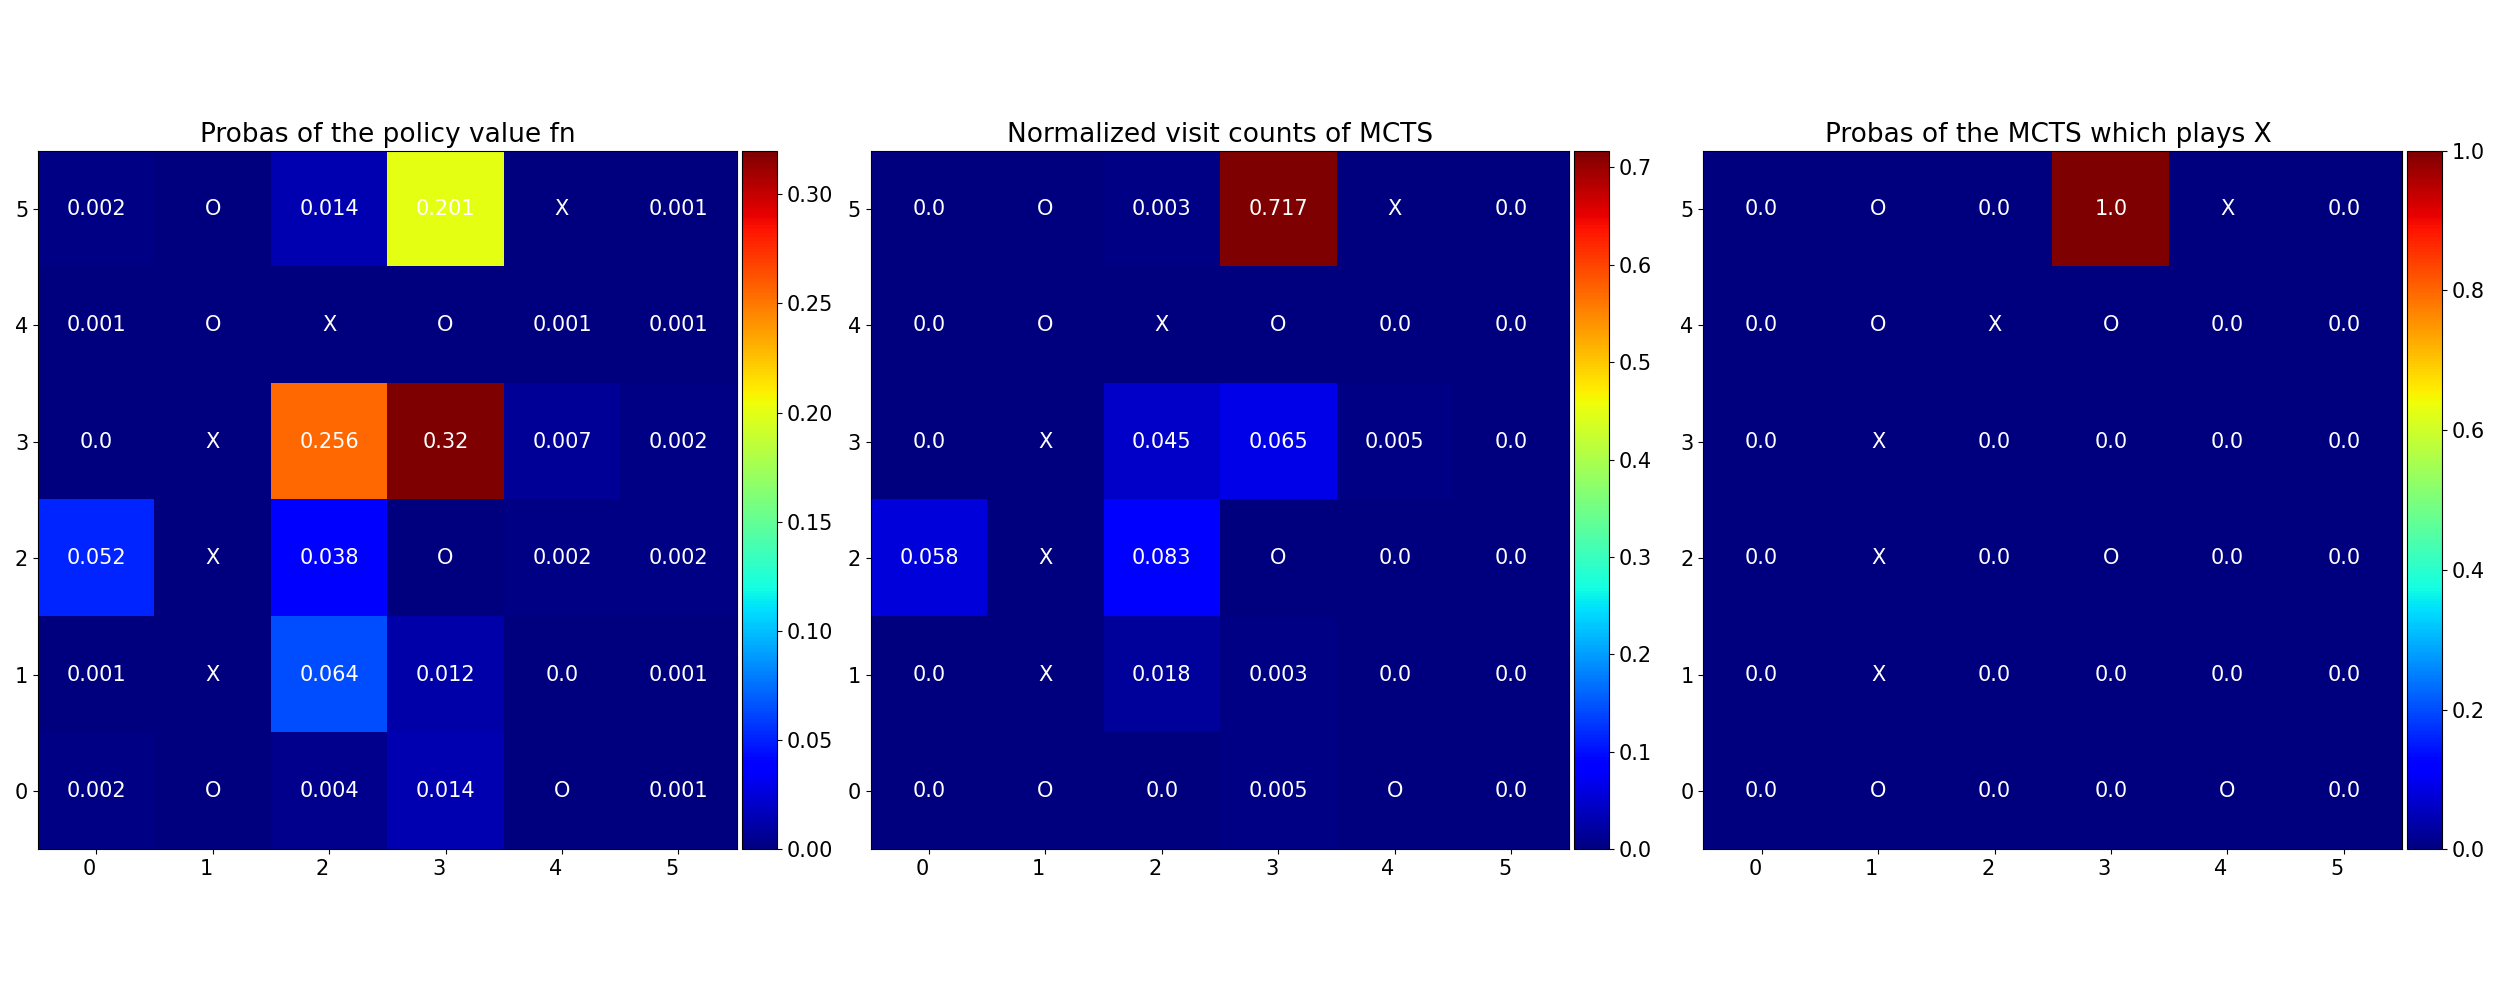 Probas of the policy value fn
5 0.002 O 0.014 0.201 X 0.001
4 0.001 O X O 0.001 0.001
3 0.0 X 0.256 0.32 0.007 0.002
2 0.052 X 0.038 O 0.002 0.002
1 0.001 X 0.064 0.012 0.0 0.001
0 0.002 O 0.004 0.014 O 0.001
0 1 2 3 4 5
0.30
0.25
0.20
0.15
0.10
0.05
0.00
Normalized visit counts of MCTS
5 0.0 O 0.003 0.717 X 0.0
4 0.0 O X O 0.0 0.0
3 0.0 X 0.045 0.065 0.005 0.0
2 0.058 X 0.083 O 0.0 0.0
1 0.0 X 0.018 0.003 0.0 0.0
0 0.0 O 0.0 0.005 O 0.0
0 1 2 3 4 5
0.7
0.6
0.5
0.4
0.3
0.2
0.1
0.0
Probas of the MCTS which plays X
5 0.0 O 0.0 1.0 X 0.0
4 0.0 O X O 0.0 0.0
3 0.0 X 0.0 0.0 0.0 0.0
2 0.0 X 0.0 O 0.0 0.0
1 0.0 X 0.0 0.0 0.0 0.0
0 0.0 O 0.0 0.0 O 0.0
0 1 2 3 4 5
1.0
0.8
0.6
0.4
0.2
0.0